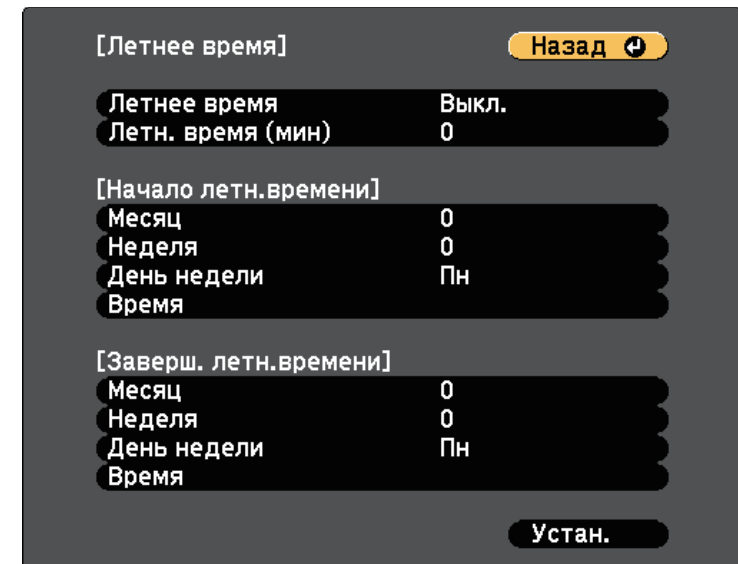 [Летнее время] Назад
Летнее время Выкл.
Летн. время (мин) 0
[Начало летн.времени]
Месяц 0
Неделя 0
День недели Пн
Время
[Заверш. летн.времени]
Месяц 0
Неделя 0
День недели Пн
Время
Устан.